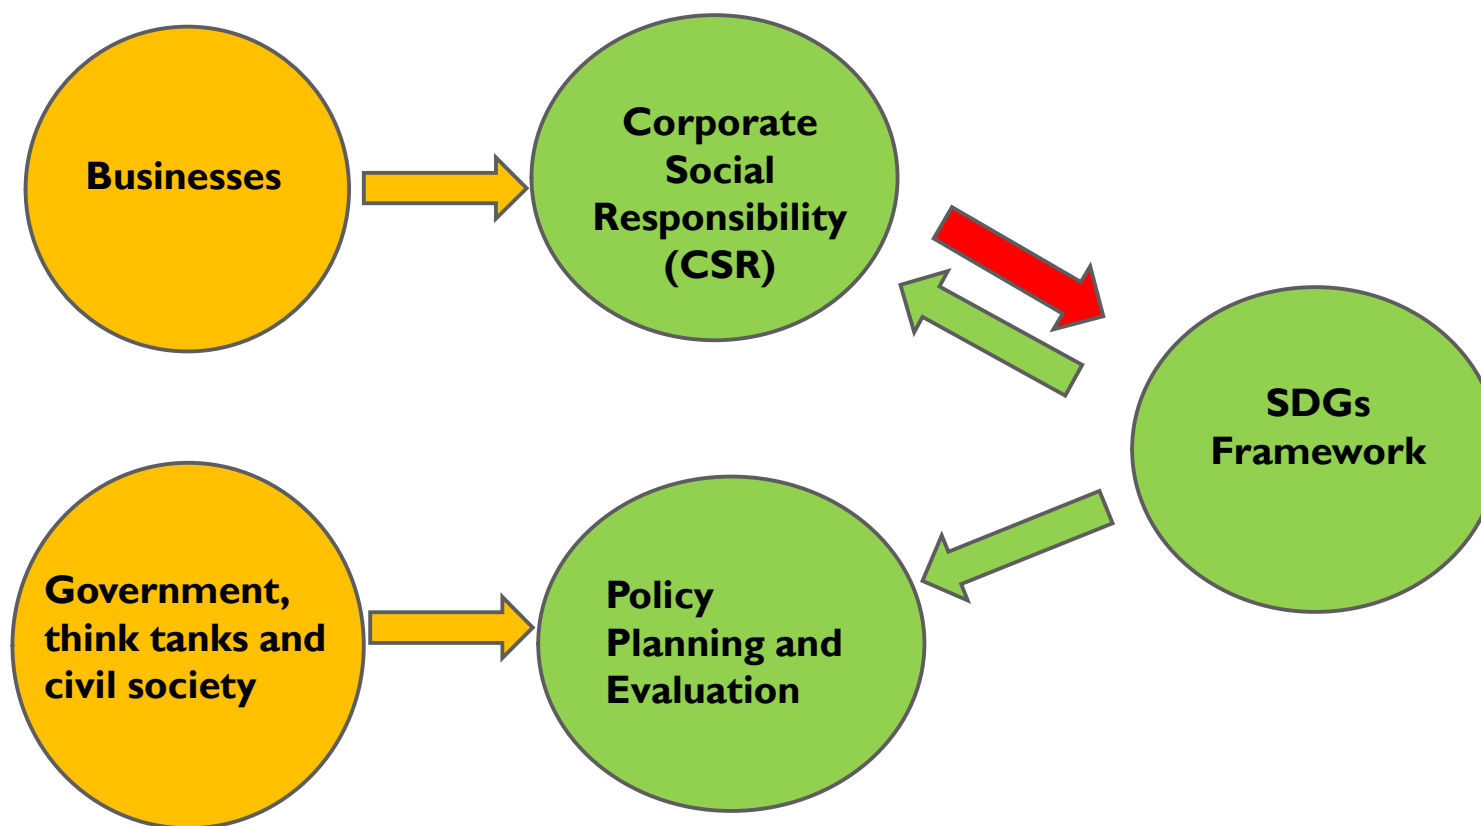 Businesses
Corporate
Social
Responsibility
(CSR)
SDGs
Framework
Government,
think tanks and
civil society
Policy
Planning and
Evaluation